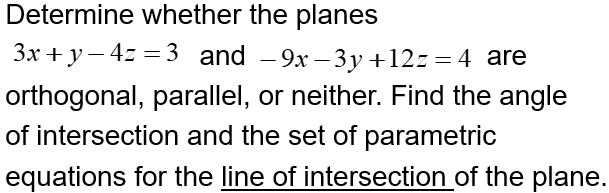 Determine whether the planes
3x + y − 4z = 3 and −9x − 3y + 12z = 4 are
orthogonal, parallel, or neither. Find the angle
of intersection and the set of parametric
equations for the line of intersection of the plane.